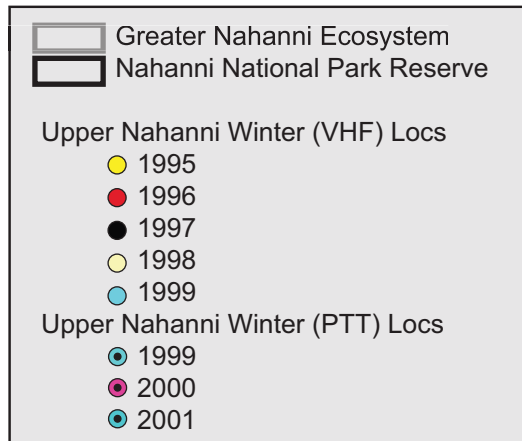 Greater Nahanni Ecosystem
Nahanni National Park Reserve
Upper Nahanni Winter (VHF) Locs
1995
1996
1997
1998
1999
Upper Nahanni Winter (PTT) Locs
1999
2000
2001